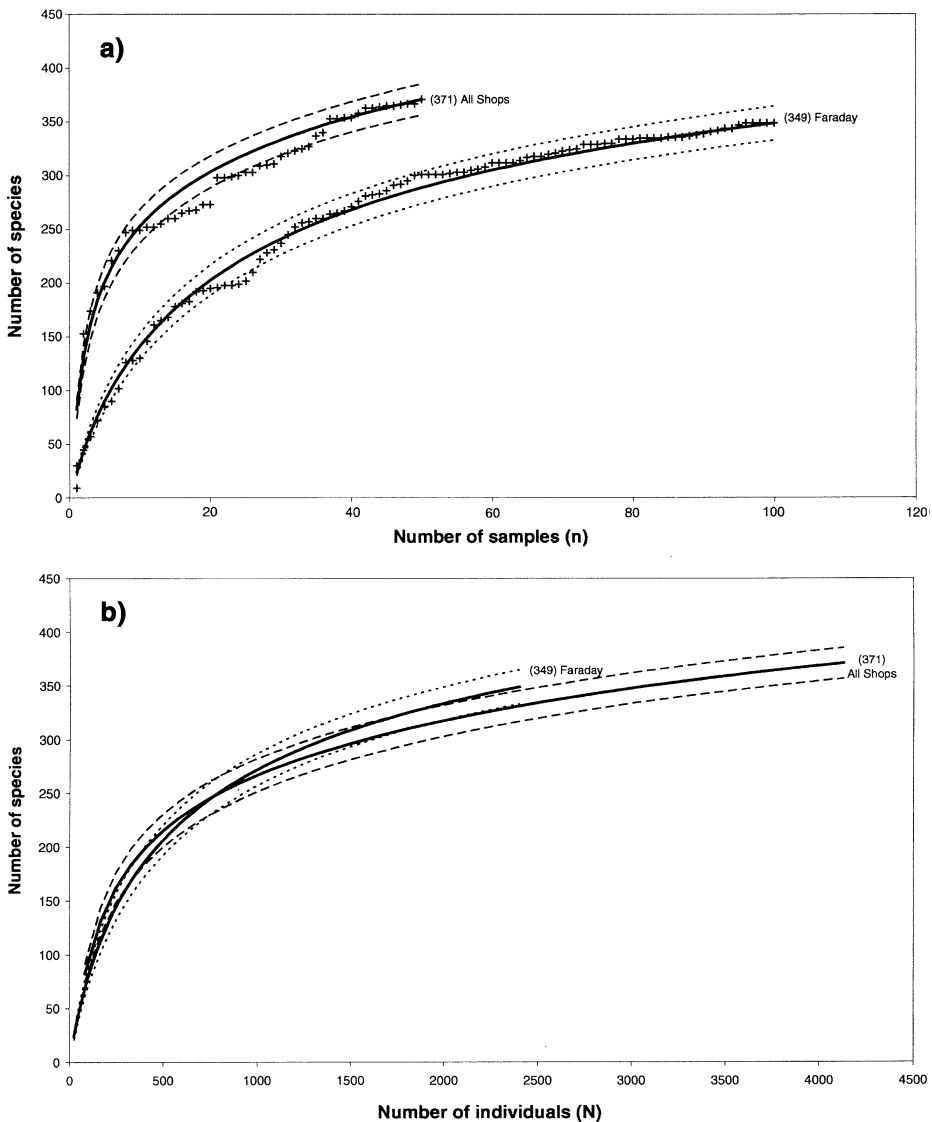 a)
450
400
350
300
250
200
150
100
50
0
(371) All Shops
(349) Faraday
Number of species
0 20 40 60 80 100 120
Number of samples (n)
b)
450
400
350
300
250
200
150
100
50
0
(349) Faraday
(371)
All Shops
Number of species
0 500 1000 1500 2000 2500 3000 3500 4000 4500
Number of individuals (N)